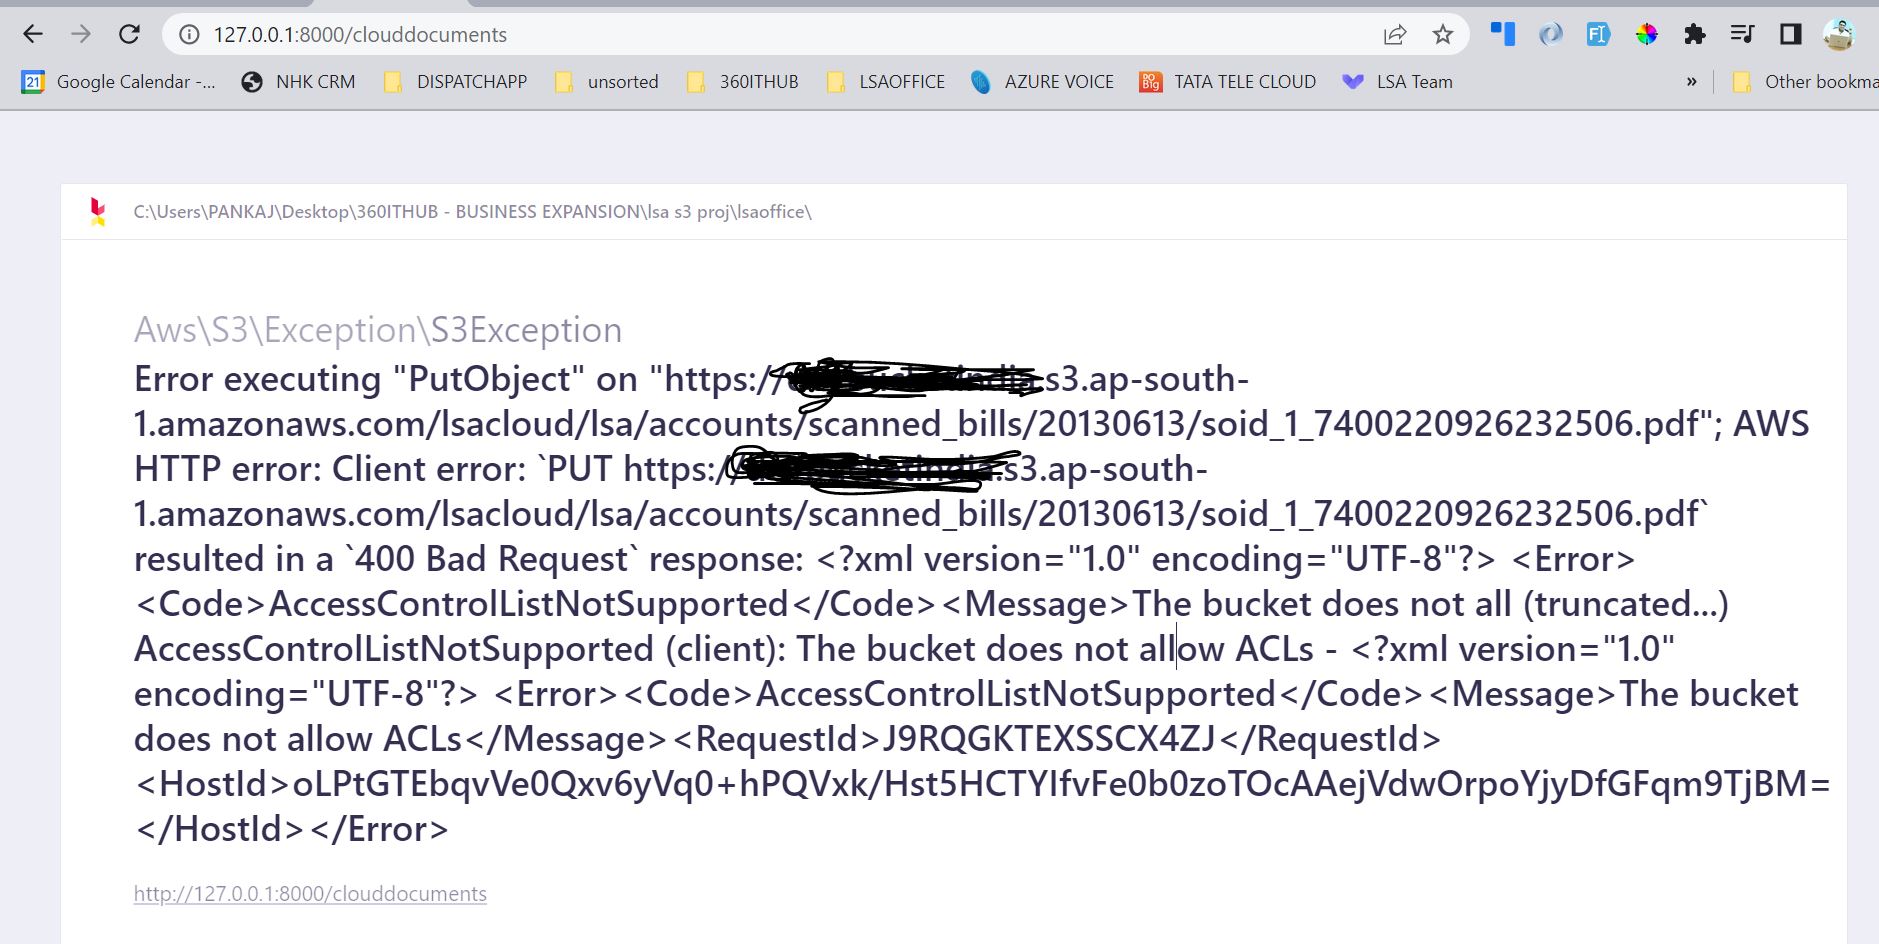 127.0.0.1:8000/clouddocuments
21 Google Calendar -... NHK CRM DISPATCHAPP unsorted 360ITHUB LSAOFFICE AZURE VOICE DO Big TATA TELE CLOUD LSA Team » Other bookma
C:\Users\PANKAJ\Desktop\360ITHUB - BUSINESS EXPANSION\lsa s3 proj\lsaoffice\
Aws\S3\Exception\S3Exception
Error executing "PutObject" on "https:// .s3.ap-south-
1.amazonaws.com/lsacloud/lsa/accounts/scanned_bills/20130613/soid_1_7400220926232506.pdf"; AWS
HTTP error: Client error: `PUT https:// .s3.ap-south-
1.amazonaws.com/lsacloud/lsa/accounts/scanned_bills/20130613/soid_1_7400220926232506.pdf`
resulted in a `400 Bad Request` response: <?xml version="1.0" encoding="UTF-8"?> <Error>
<Code>AccessControlListNotSupported</Code><Message>The bucket does not all (truncated...)
AccessControlListNotSupported (client): The bucket does not allow ACLs - <?xml version="1.0"
encoding="UTF-8"?> <Error><Code>AccessControlListNotSupported</Code><Message>The bucket
does not allow ACLs</Message><RequestId>J9RQGKTEXSSCX4ZJ</RequestId>
<HostId>oLPtGTEbqvVe0Qxv6yVq0+hPQVxk/Hst5HCTYIfvFe0b0zoTOcAAejVdwOrpoYjyDfGFqm9TjBM=
</HostId></Error>
http://127.0.0.1:8000/clouddocuments